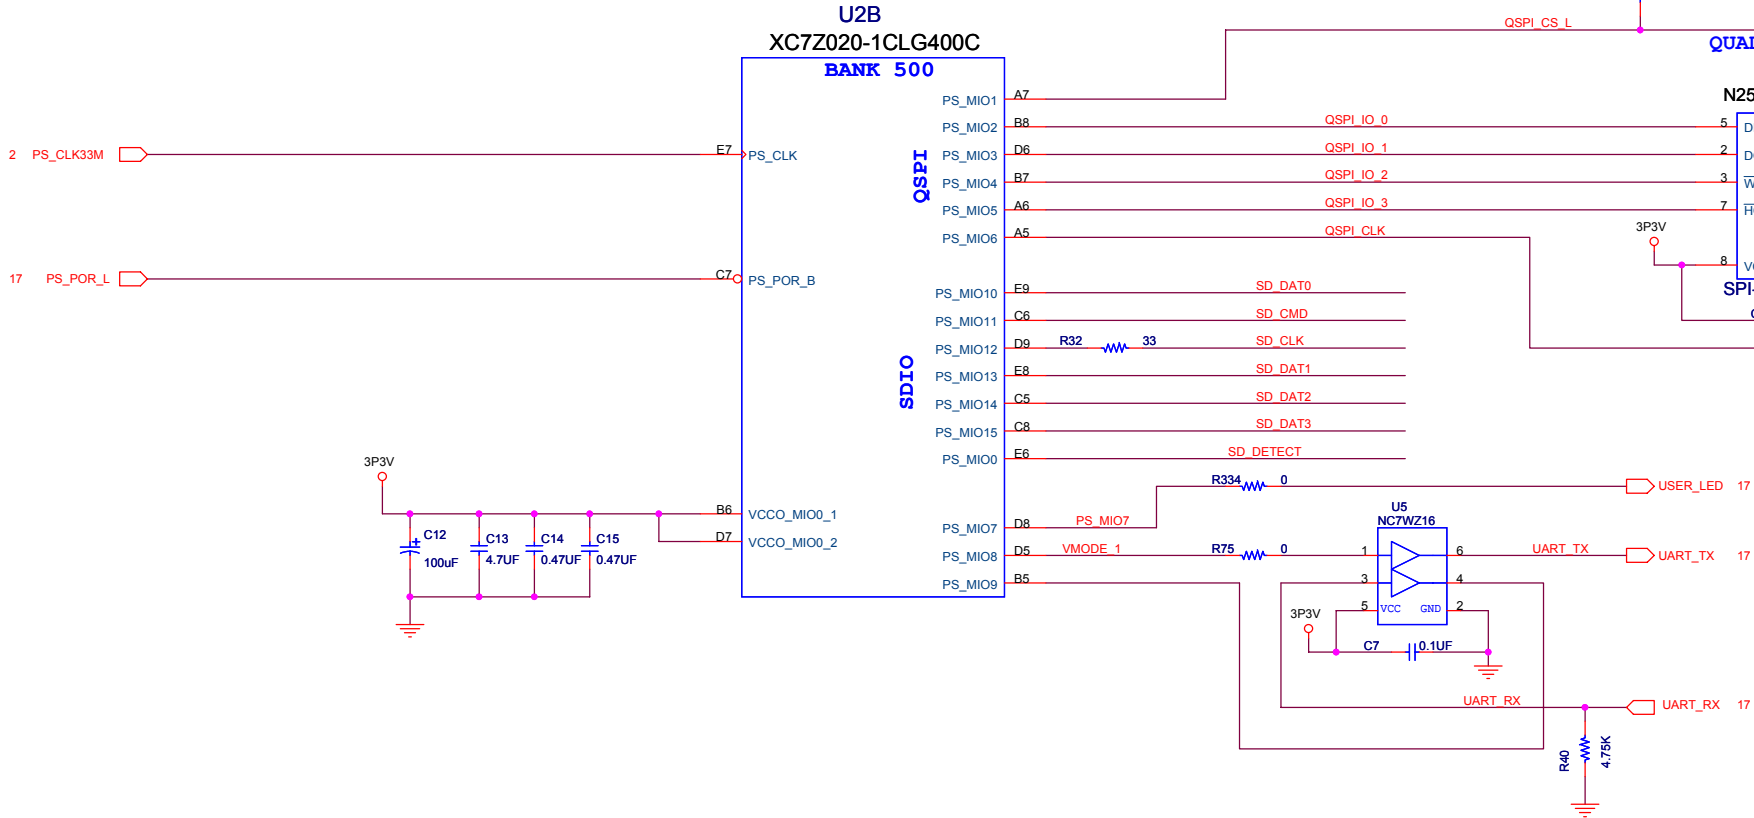 U2B
XC7Z020-1CLG400C
BANK 500
QSPI_CS_L
QUAD
N25
PS_MIO1 A7
PS_MIO2 B8 QSPI_IO_0 5 D
2 PS_CLK33M E7 PS_CLK
PS_MIO3 D6 QSPI_IO_1 2
QSPI
PS_MIO4 B7 QSPI_IO_2 3 W
PS_MIO5 A6 QSPI_IO_3 7 H
PS_MIO6 A5 QSPI_CLK
3P3V
8 V
17 PS_POR_L C7 PS_POR_B
SPI-
PS_MIO10 E9 SD_DAT0
PS_MIO11 C6 SD_CMD
PS_MIO12 D9 R32 33 SD_CLK
SDIO
PS_MIO13 E8 SD_DAT1
PS_MIO14 C5 SD_DAT2
PS_MIO15 C8 SD_DAT3
PS_MIO0 E6 SD_DETECT
3P3V
R334 0 USER_LED 17
B6 VCCO_MIO0_1
PS_MIO7 D8 PS_MIO7
D7 VCCO_MIO0_2
C12
100uF
C13
4.7UF
C14
0.47UF
C15
0.47UF
U5
NC7WZ16
PS_MIO8 D5 VMODE_1 R75 0 1 6 UART_TX UART_TX 17
PS_MIO9 B5 3 4
3P3V 5 VCC GND 2
C7 0.1UF
UART_RX UART_RX 17
R40
4.75K